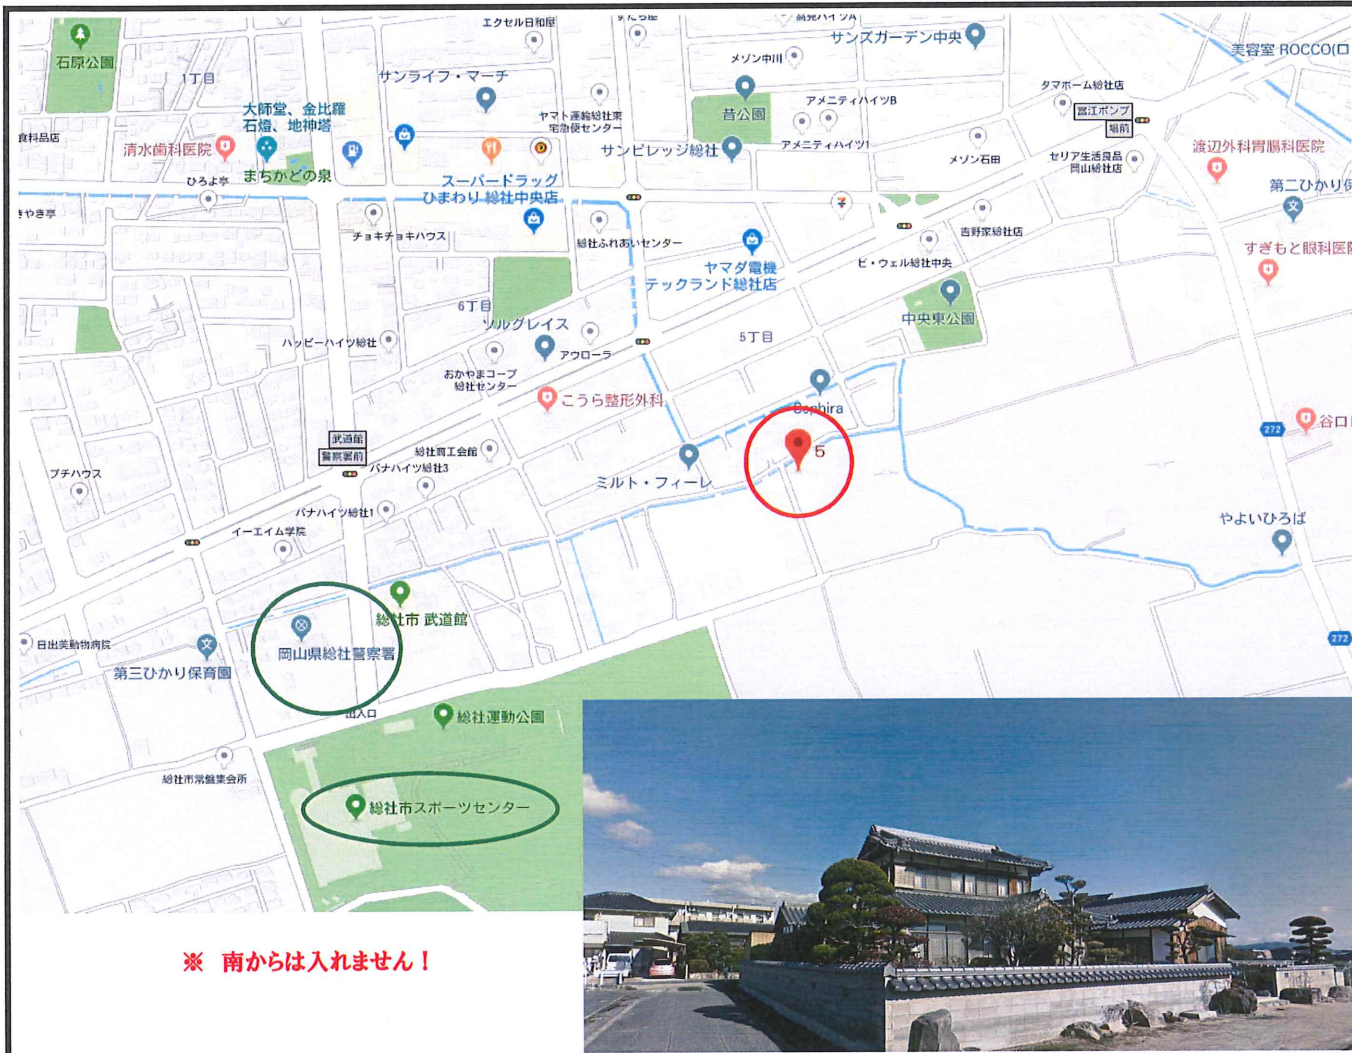 エクセル日和屋
サンズガーデン中央
美容室 ROCCO(ロ
石原公園
1丁目
サンライフ・マーチ
メゾン中川
タマホーム総社店
大師堂、金比羅
石燈、地神塔
ヤマト運輸総社東
宅急便センター
昔公園
アメニティハイツB
アメニティハイツ1
富江ポンプ
場前
食料品店
清水歯科医院
サンビレッジ総社
メゾン石田
セリア生活良品
岡山総社店
渡辺外科胃腸科医院
ひろよ亭
まちかどの泉
スーパードラッグ
ひまわり 総社中央店
第二ひかり保
きやき亭
チョキチョキハウス
総社ふれあいセンター
吉野家総社店
すぎもと眼科医院
ヤマダ電機
テックランド総社店
ビ・ウェル総社中央
6丁目
ソルグレイス
5丁目
中央東公園
ハッピーハイツ総社
アウローラ
おかやまコープ
総社センター
こうら整形外科
Sephira
272
谷口
武道館
警察署前
総社商工会館
5
プチハウス
バナハイツ総社3
ミルト・フィーレ
バナハイツ総社1
イーエイム学院
やよいひろば
総社市 武道館
日出美動物病院
第三ひかり保育園
岡山県総社警察署
272
出入口
総社運動公園
総社市常盤集会所
総社市スポーツセンター
※ 南からは入れません！